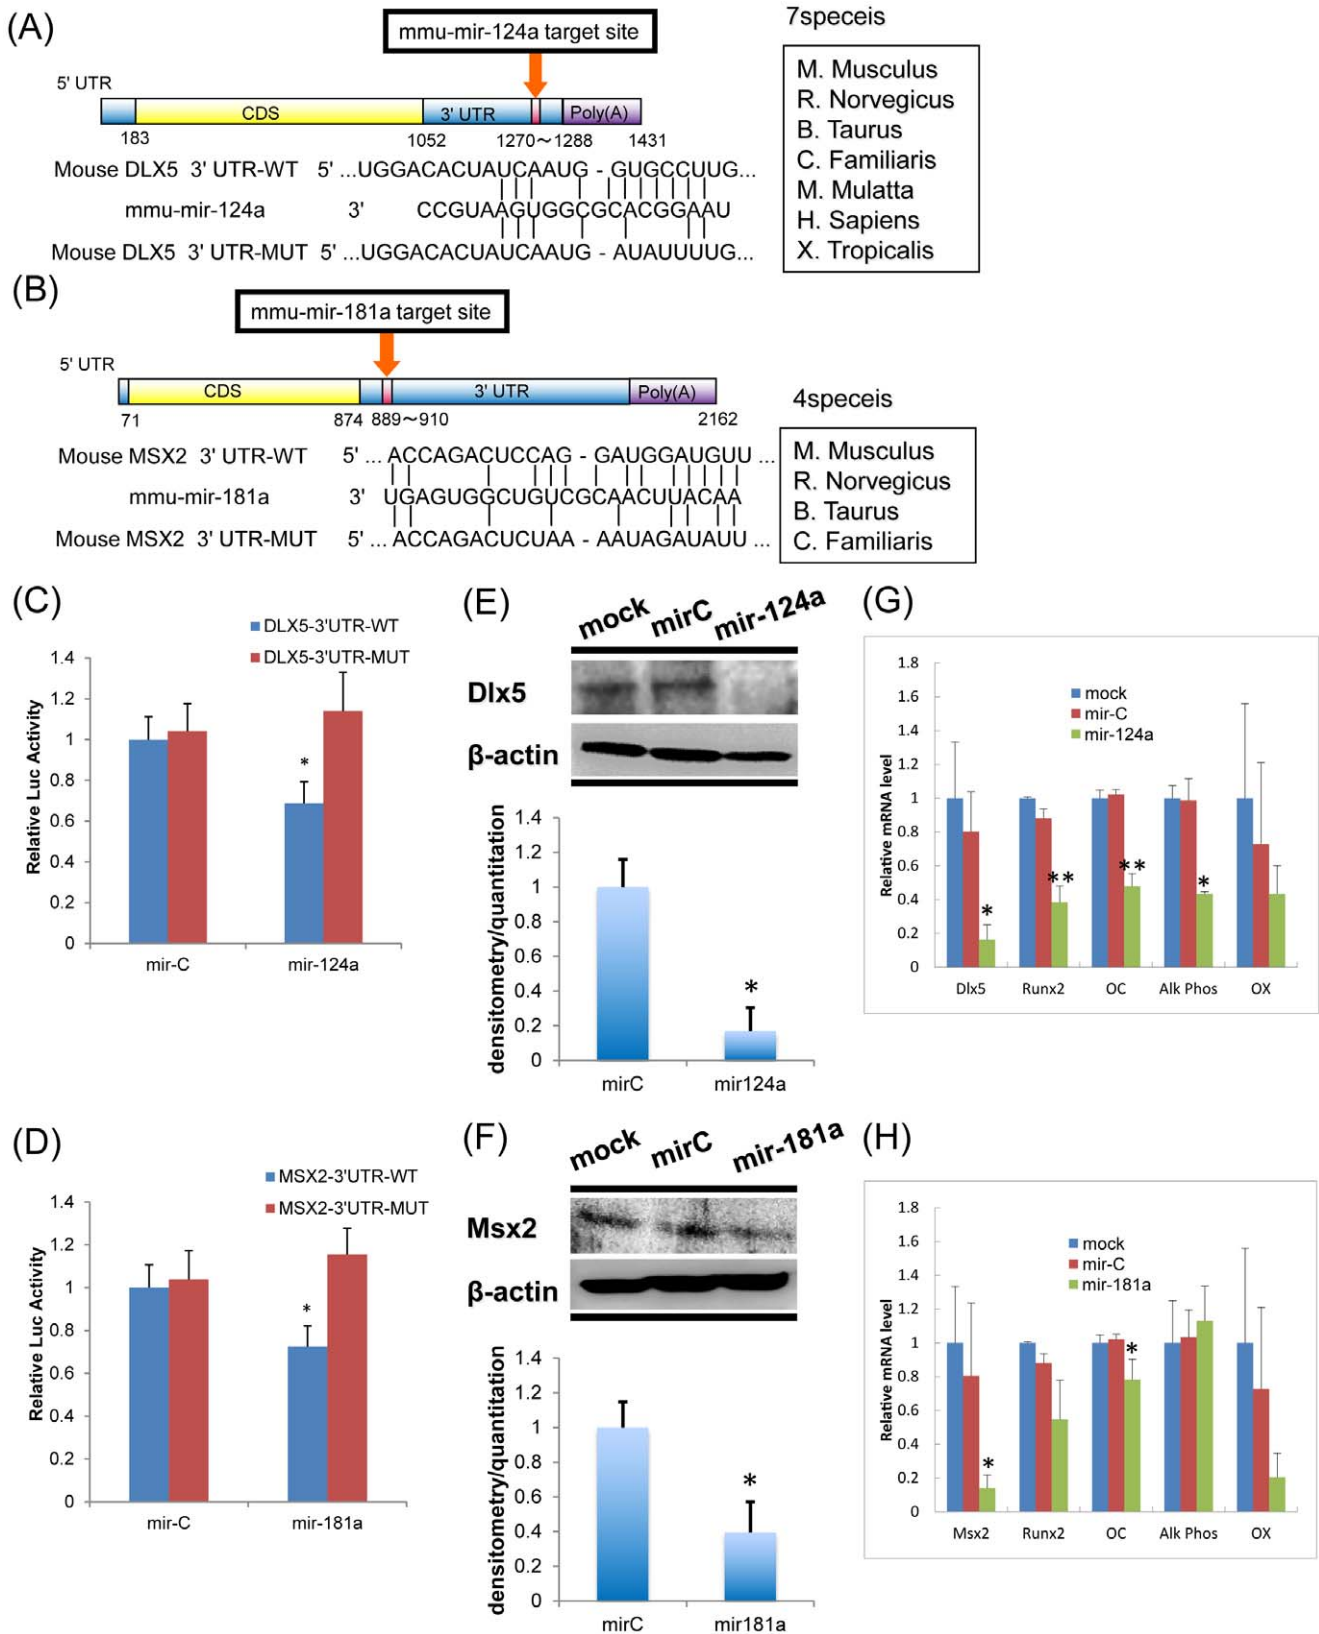 (A)
mmu-mir-124a target site
5' UTR
CDS
3' UTR
Poly(A)
183
1052
1270~1288
1431
Mouse DLX5 3' UTR-WT 5' ...UGGACACUAUCAAUG - GUGCCUUG...
mmu-mir-124a 3' CCGUAAGUGGCGCACGGAAU
Mouse DLX5 3' UTR-MUT 5' ...UGGACACUAUCAAUG - AUAUUUUG...
7speceis
M. Musculus
R. Norvegicus
B. Taurus
C. Familiaris
M. Mulatta
H. Sapiens
X. Tropicalis
(B)
mmu-mir-181a target site
5' UTR
CDS
3' UTR
Poly(A)
71
874
889~910
2162
Mouse MSX2 3' UTR-WT 5' ... ACCAGACUCCAG - GAUGGAUGUU ...
mmu-mir-181a 3' UGAGUGGCUGUCGCAACUUACAA
Mouse MSX2 3' UTR-MUT 5' ... ACCAGACUCUAA - AAUAGAUAUU ...
4speceis
M. Musculus
R. Norvegicus
B. Taurus
C. Familiaris
(C)
DLX5-3'UTR-WT
DLX5-3'UTR-MUT
Relative Luc Activity
1.4
1.2
1
0.8
0.6
0.4
0.2
0
*
mir-C
mir-124a
(E)
mock
mirC
mir-124a
Dlx5
β-actin
densitometry/quantitation
1.4
1.2
1
0.8
0.6
0.4
0.2
0
*
mirC
mir124a
(G)
Relative mRNA level
1.8
1.6
1.4
1.2
1
0.8
0.6
0.4
0.2
0
mock
mir-C
mir-124a
*
**
**
*
Dlx5
Runx2
OC
Alk Phos
OX
(D)
MSX2-3'UTR-WT
MSX2-3'UTR-MUT
Relative Luc Activity
1.4
1.2
1
0.8
0.6
0.4
0.2
0
*
mir-C
mir-181a
(F)
mock
mirC
mir-181a
Msx2
β-actin
densitometry/quantitation
1.4
1.2
1
0.8
0.6
0.4
0.2
0
*
mirC
mir181a
(H)
Relative mRNA level
1.8
1.6
1.4
1.2
1
0.8
0.6
0.4
0.2
0
mock
mir-C
mir-181a
*
*
Msx2
Runx2
OC
Alk Phos
OX